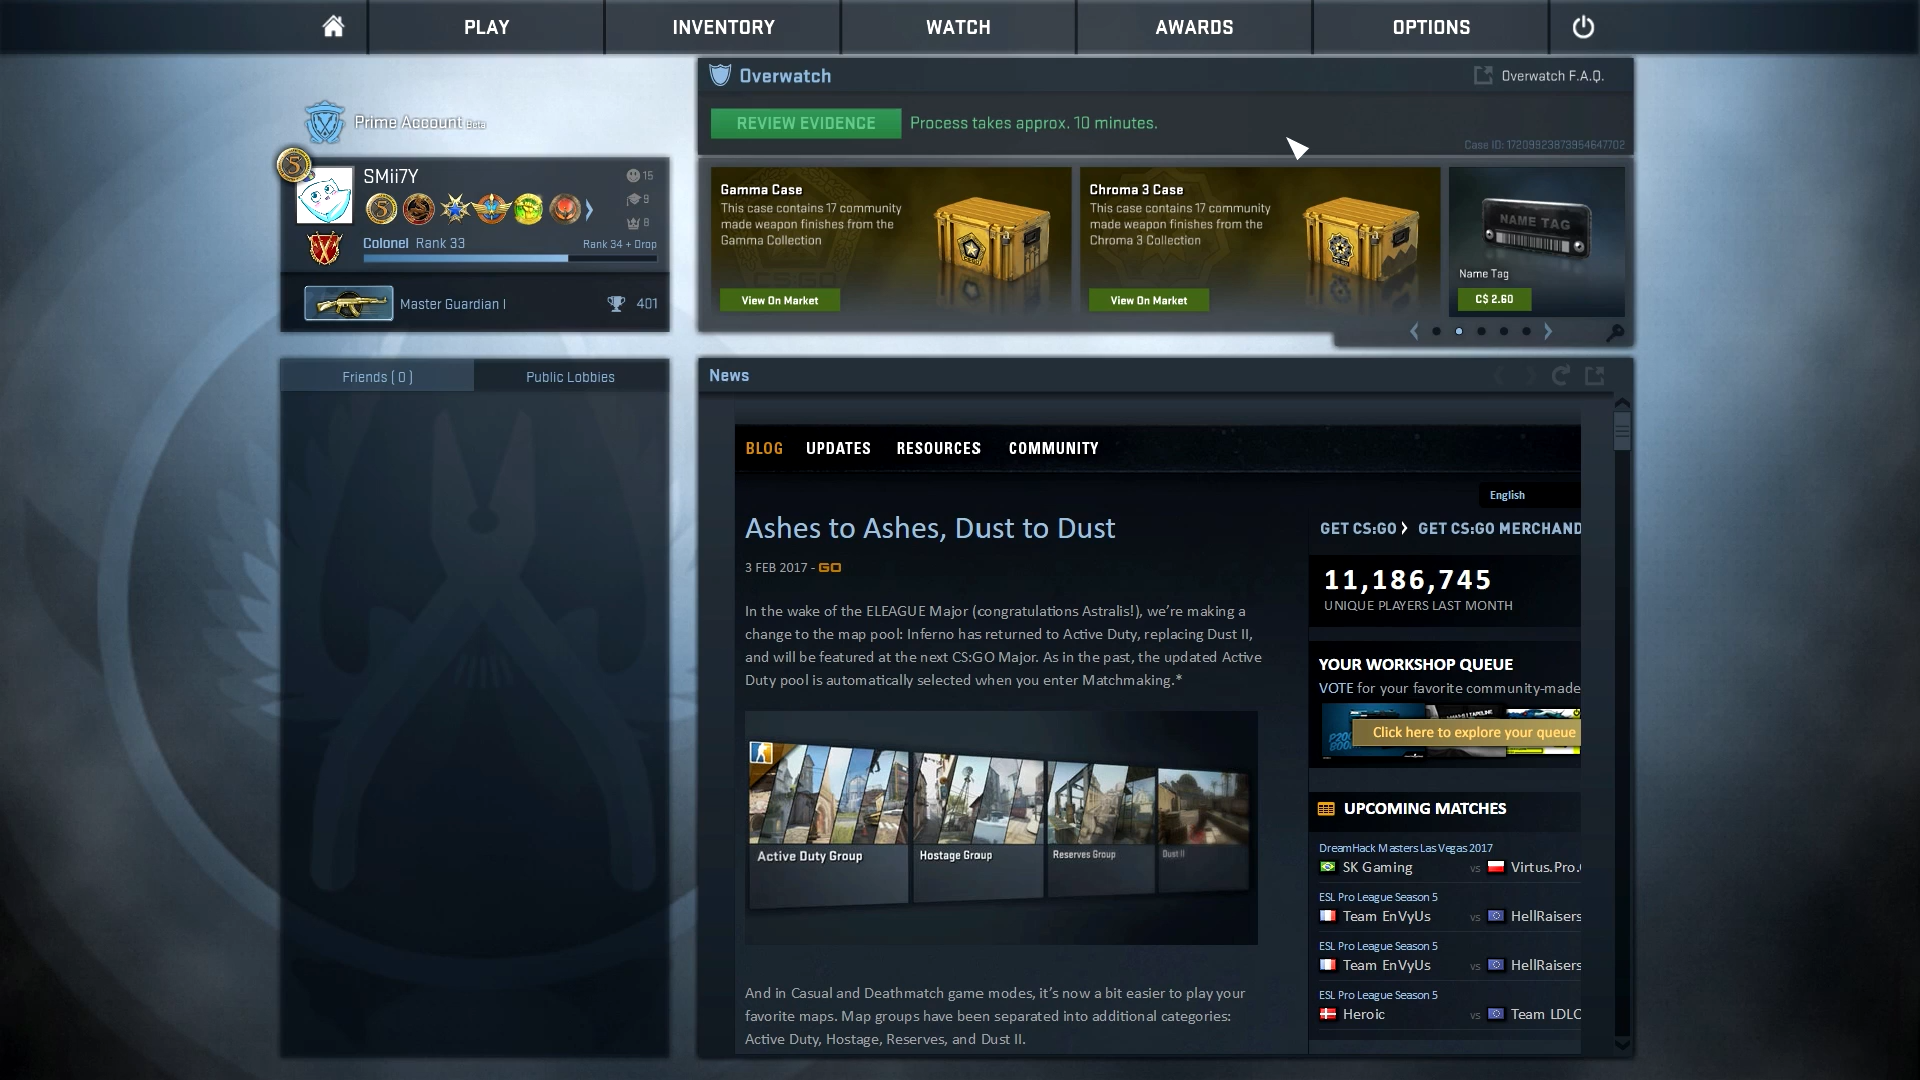 PLAY
INVENTORY
WATCH
AWARDS
OPTIONS
Prime Account Beta
SMii7Y
15
9
8
Colonel Rank 33
Rank 34 + Drop
Master Guardian I
401
Friends ( 0 )
Public Lobbies
Overwatch
Overwatch F.A.Q.
REVIEW EVIDENCE
Process takes approx. 10 minutes.
Case ID: 17209923873954647702
Gamma Case
This case contains 17 community
made weapon finishes from the
Gamma Collection
View On Market
Chroma 3 Case
This case contains 17 community
made weapon finishes from the
Chroma 3 Collection
View On Market
NAME TAG
Name Tag
C$ 2.60
News
BLOG
UPDATES
RESOURCES
COMMUNITY
English
Ashes to Ashes, Dust to Dust
3 FEB 2017 - GO
In the wake of the ELEAGUE Major (congratulations Astralis!), we're making a
change to the map pool: Inferno has returned to Active Duty, replacing Dust II,
and will be featured at the next CS:GO Major. As in the past, the updated Active
Duty pool is automatically selected when you enter Matchmaking.*
Active Duty Group
Hostage Group
Reserves Group
Dust II
And in Casual and Deathmatch game modes, it's now a bit easier to play your
favorite maps. Map groups have been separated into additional categories:
Active Duty, Hostage, Reserves, and Dust II.
GET CS:GO
GET CS:GO MERCHAND
11,186,745
UNIQUE PLAYERS LAST MONTH
YOUR WORKSHOP QUEUE
VOTE for your favorite community-made
Click here to explore your queue
UPCOMING MATCHES
DreamHack Masters Las Vegas 2017
SK Gaming vs Virtus.Pro.
ESL Pro League Season 5
Team EnVyUs vs HellRaisers
ESL Pro League Season 5
Team EnVyUs vs HellRaisers
ESL Pro League Season 5
Heroic vs Team LDLC